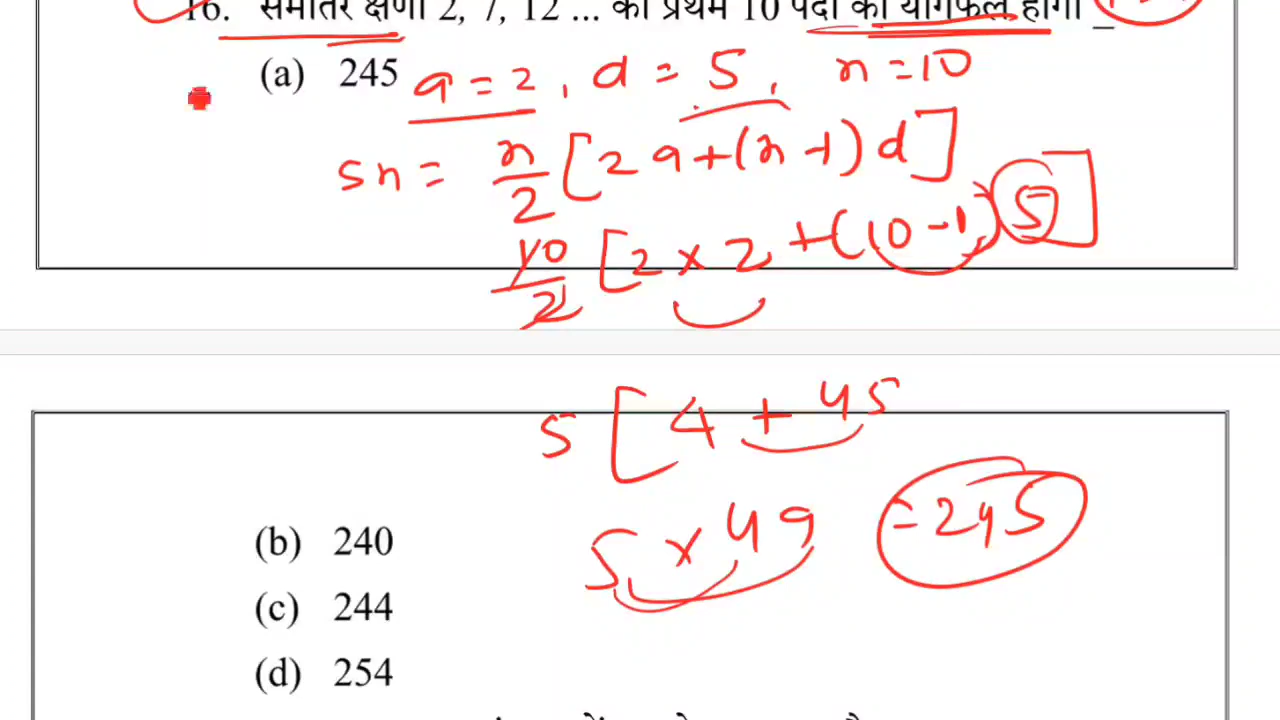 16. समांतर श्रेणी 2, 7, 12 ... के प्रथम 10 पदों का योगफल होगा _
(a) 245 a = 2, d = 5, n = 10
Sn = n/2 [2a+(n-1)d]
10/2 [2×2+(10-1)5]
5 [4 + 45
5 × 49 = 245
(b) 240
(c) 244
(d) 254